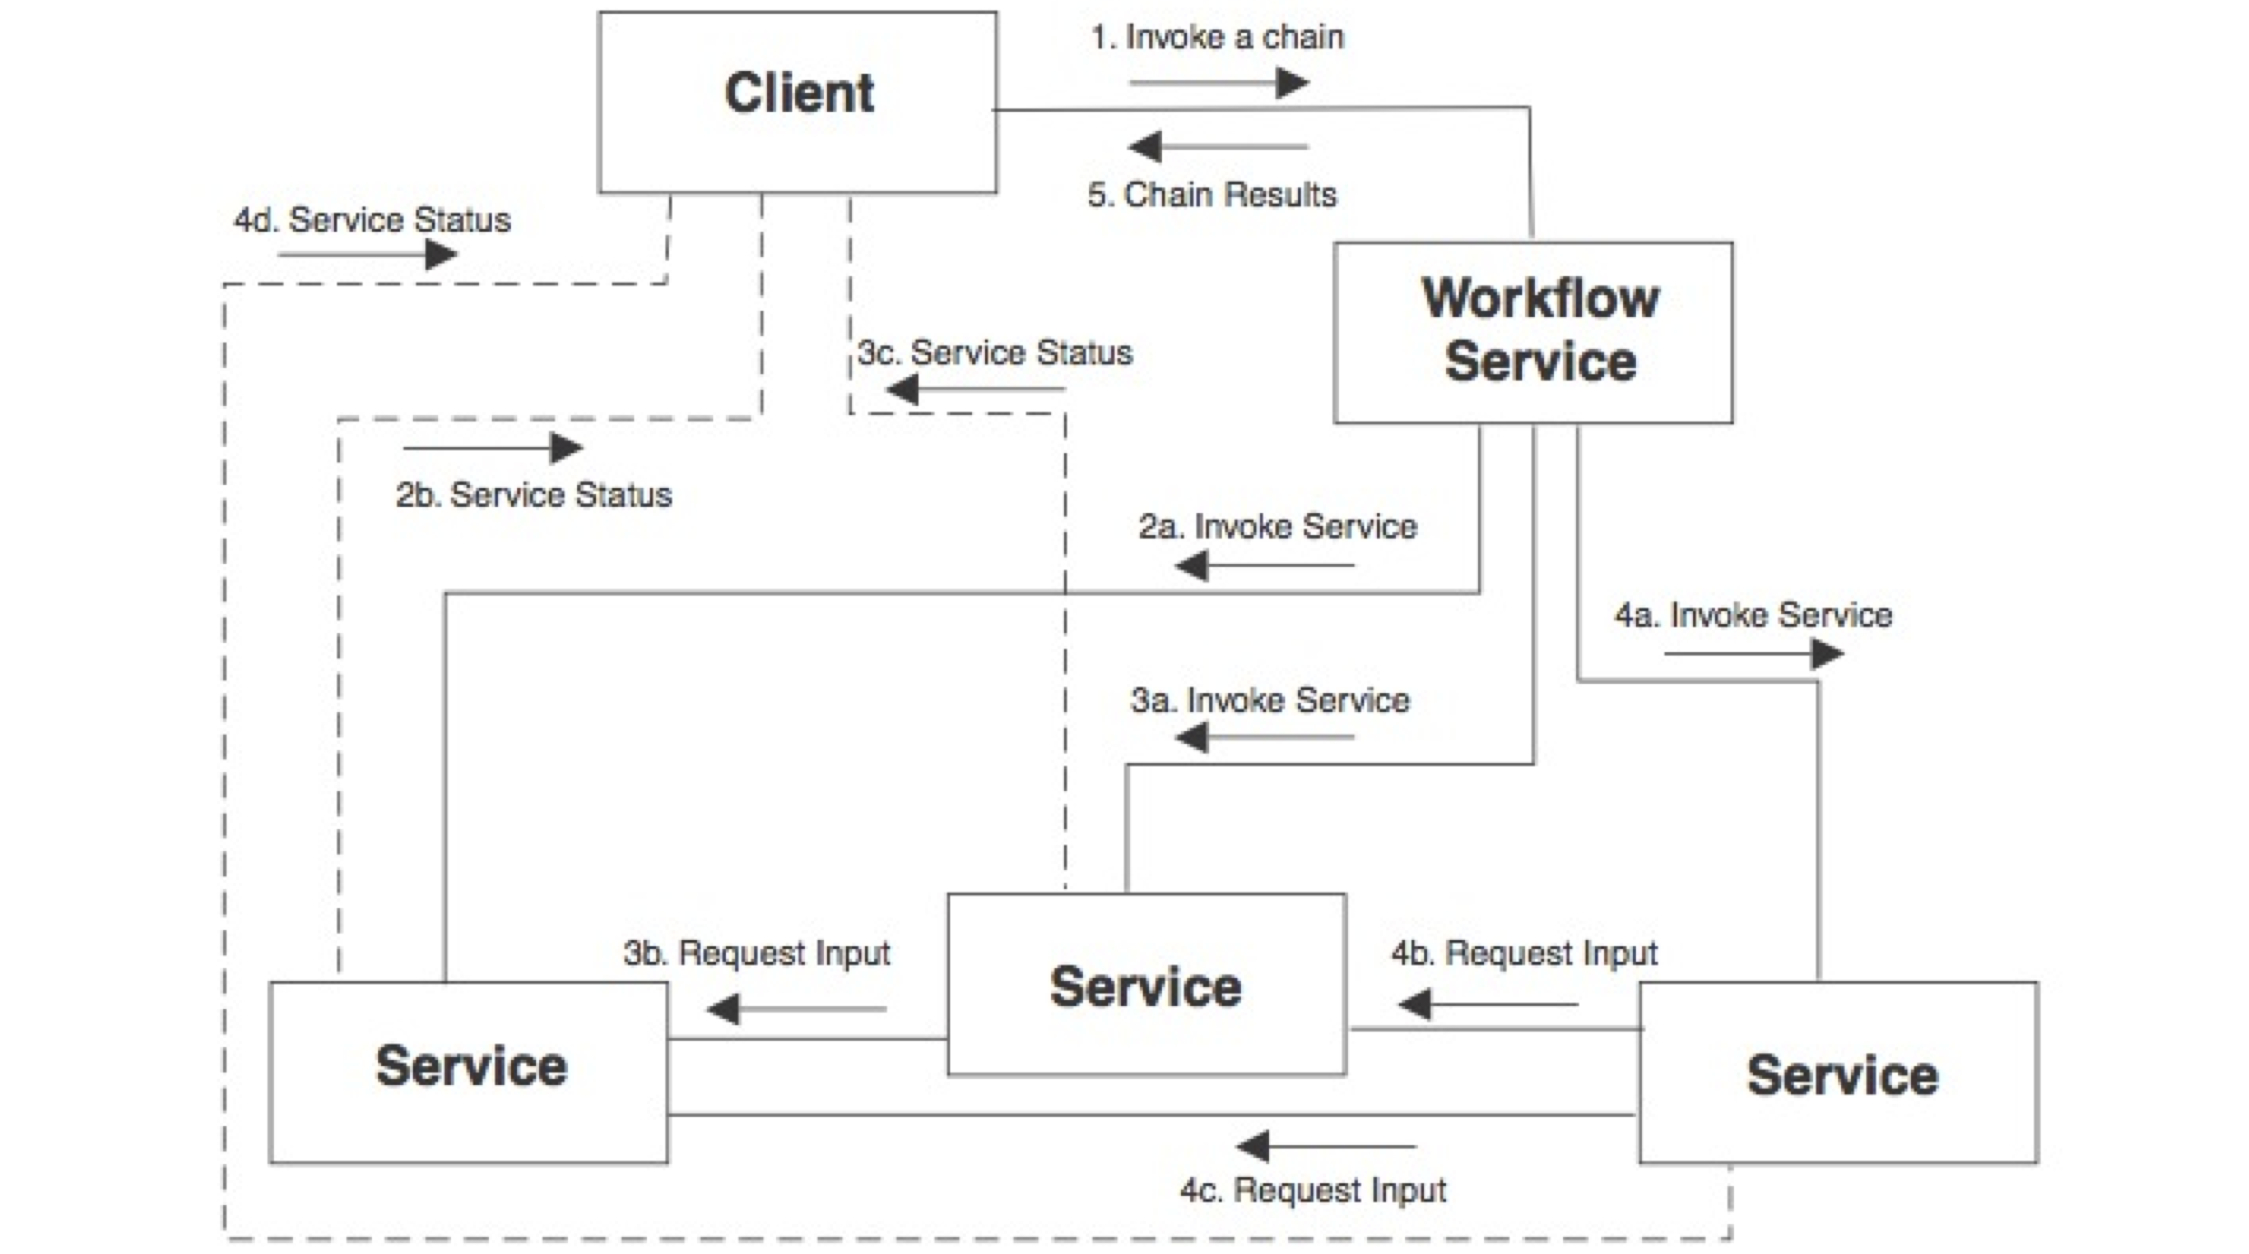 1. Invoke a chain
Client
5. Chain Results
4d. Service Status
Workflow
Service
3c. Service Status
2b. Service Status
2a. Invoke Service
4a. Invoke Service
3a. Invoke Service
3b. Request Input
4b. Request Input
Service
Service
Service
4c. Request Input